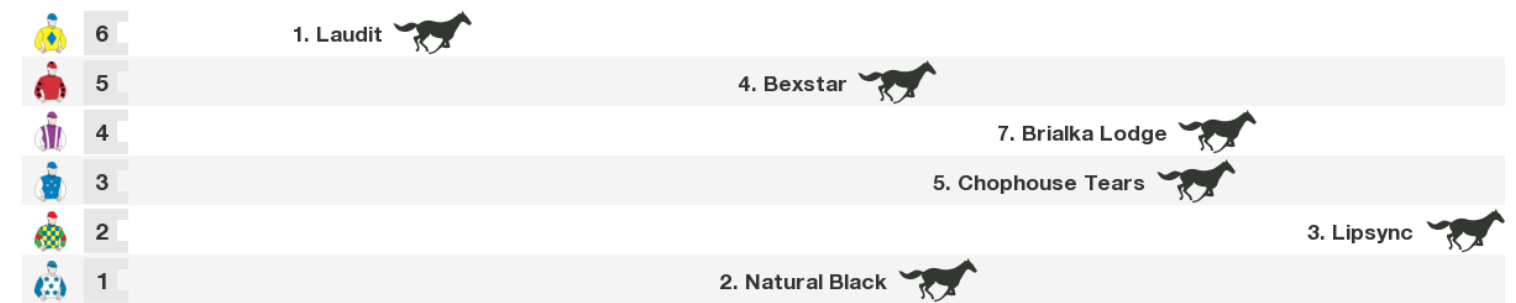 6 1. Laudit
5 4. Bexstar
4 7. Brialka Lodge
3 5. Chophouse Tears
2 3. Lipsync
1 2. Natural Black